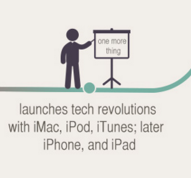 one more
thing
launches tech revolutions
with iMac, iPod, iTunes; later
iPhone, and iPad